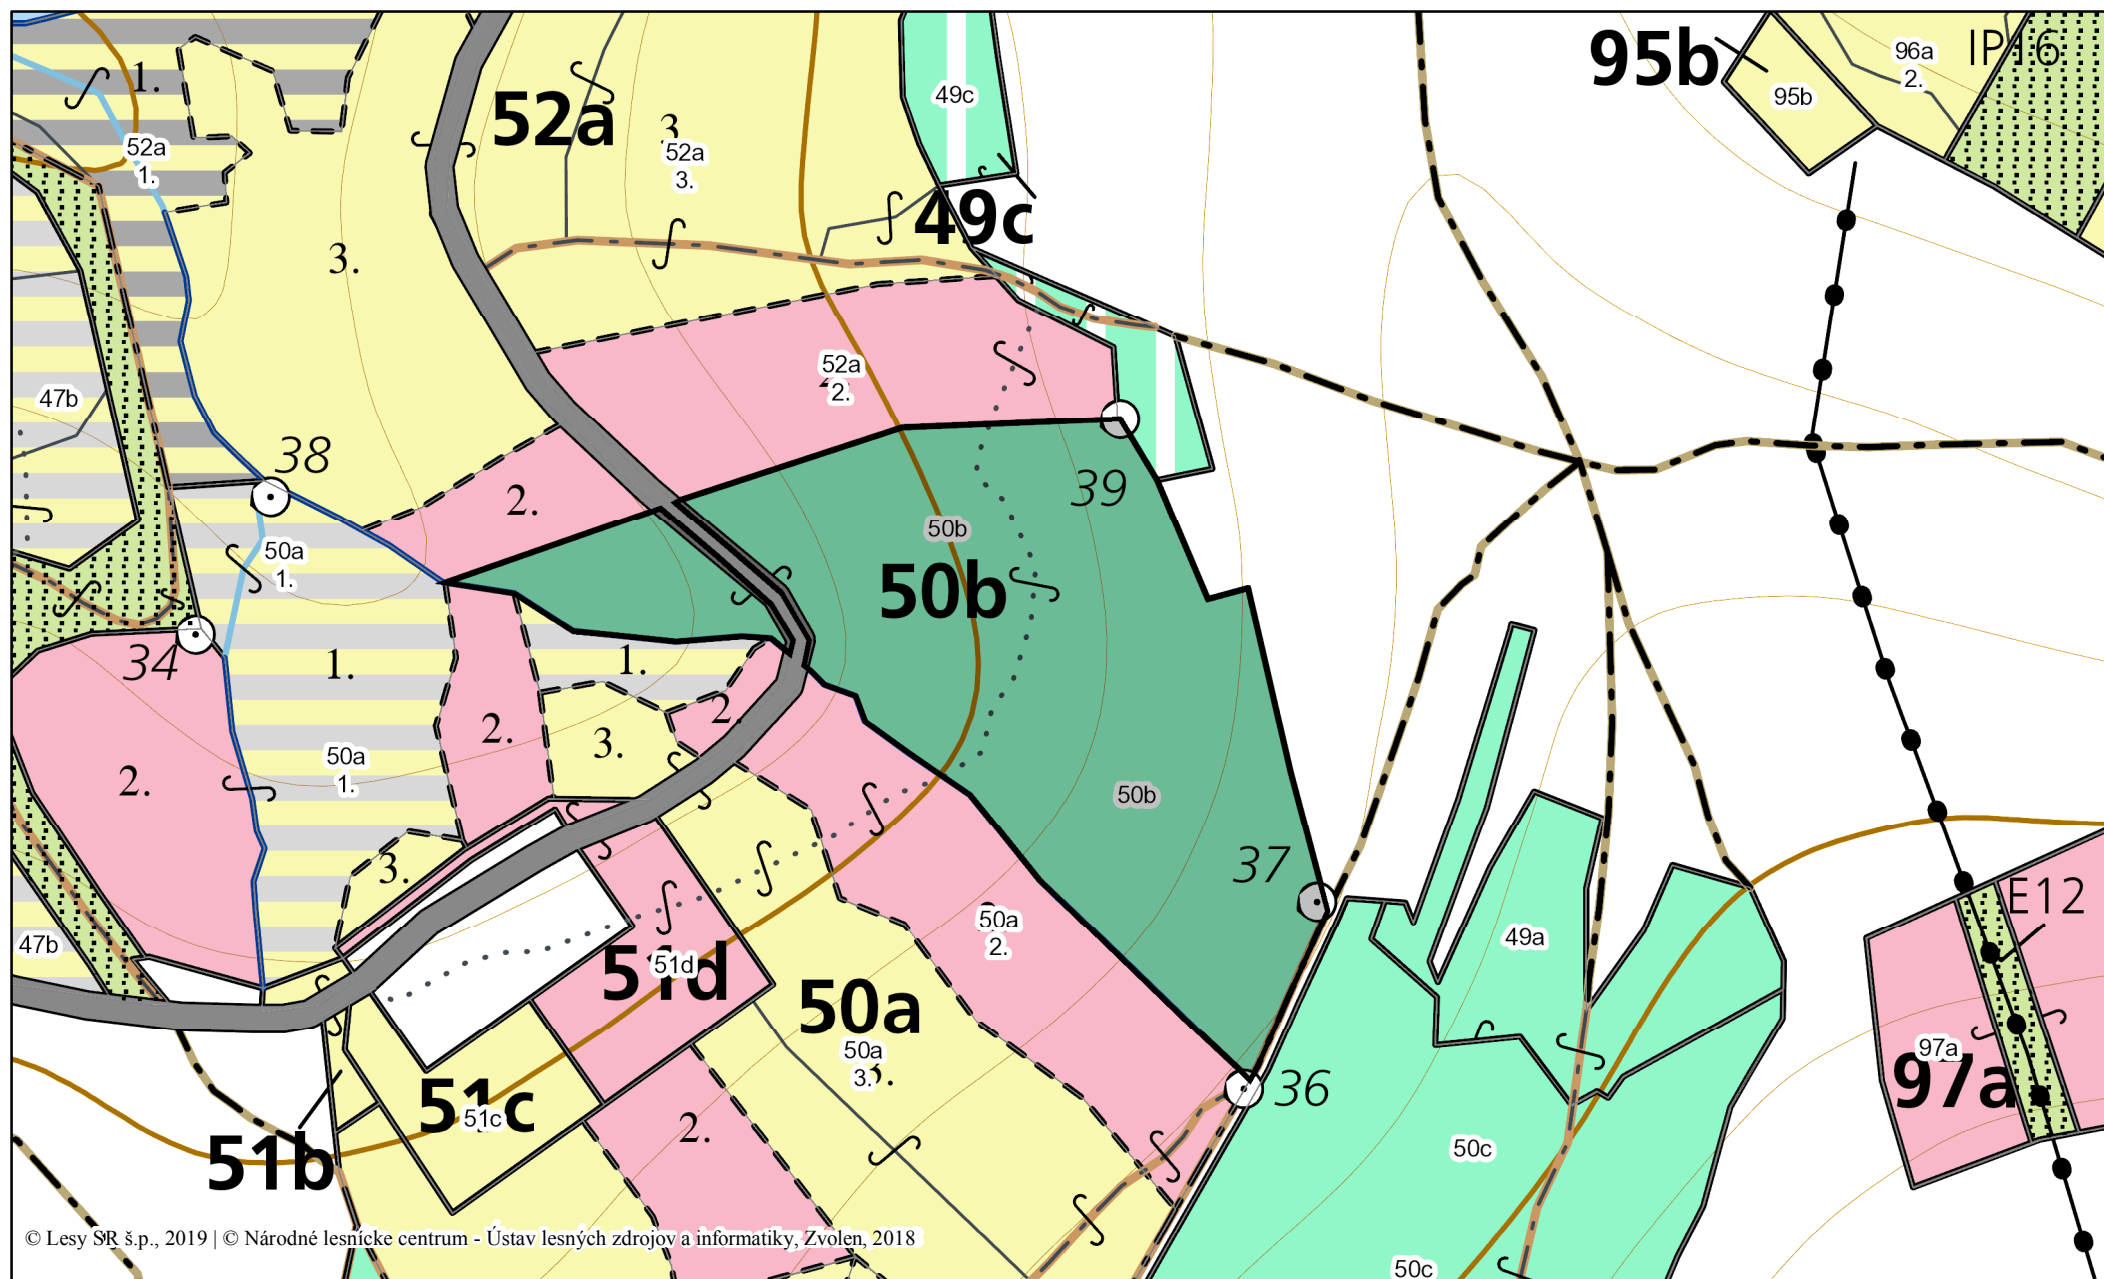 95b
IP16
96a
2.
95b
1.
52a
3.
52a
3.
52a
1.
49c
49c
3.
52a
2.
47b
38
2.
39
50b
50b
50a
1.
34
1.
1.
2.
2.
3.
2.
50a
1.
50b
3.
37
49a
E12
50a
2.
47b
51d
51d
50a
50a
3.
97a
97a
36
51c
51c
2.
50c
51b
50c
© Lesy SR š.p., 2019 | © Národné lesnícke centrum - Ústav lesných zdrojov a informatiky, Zvolen, 2018